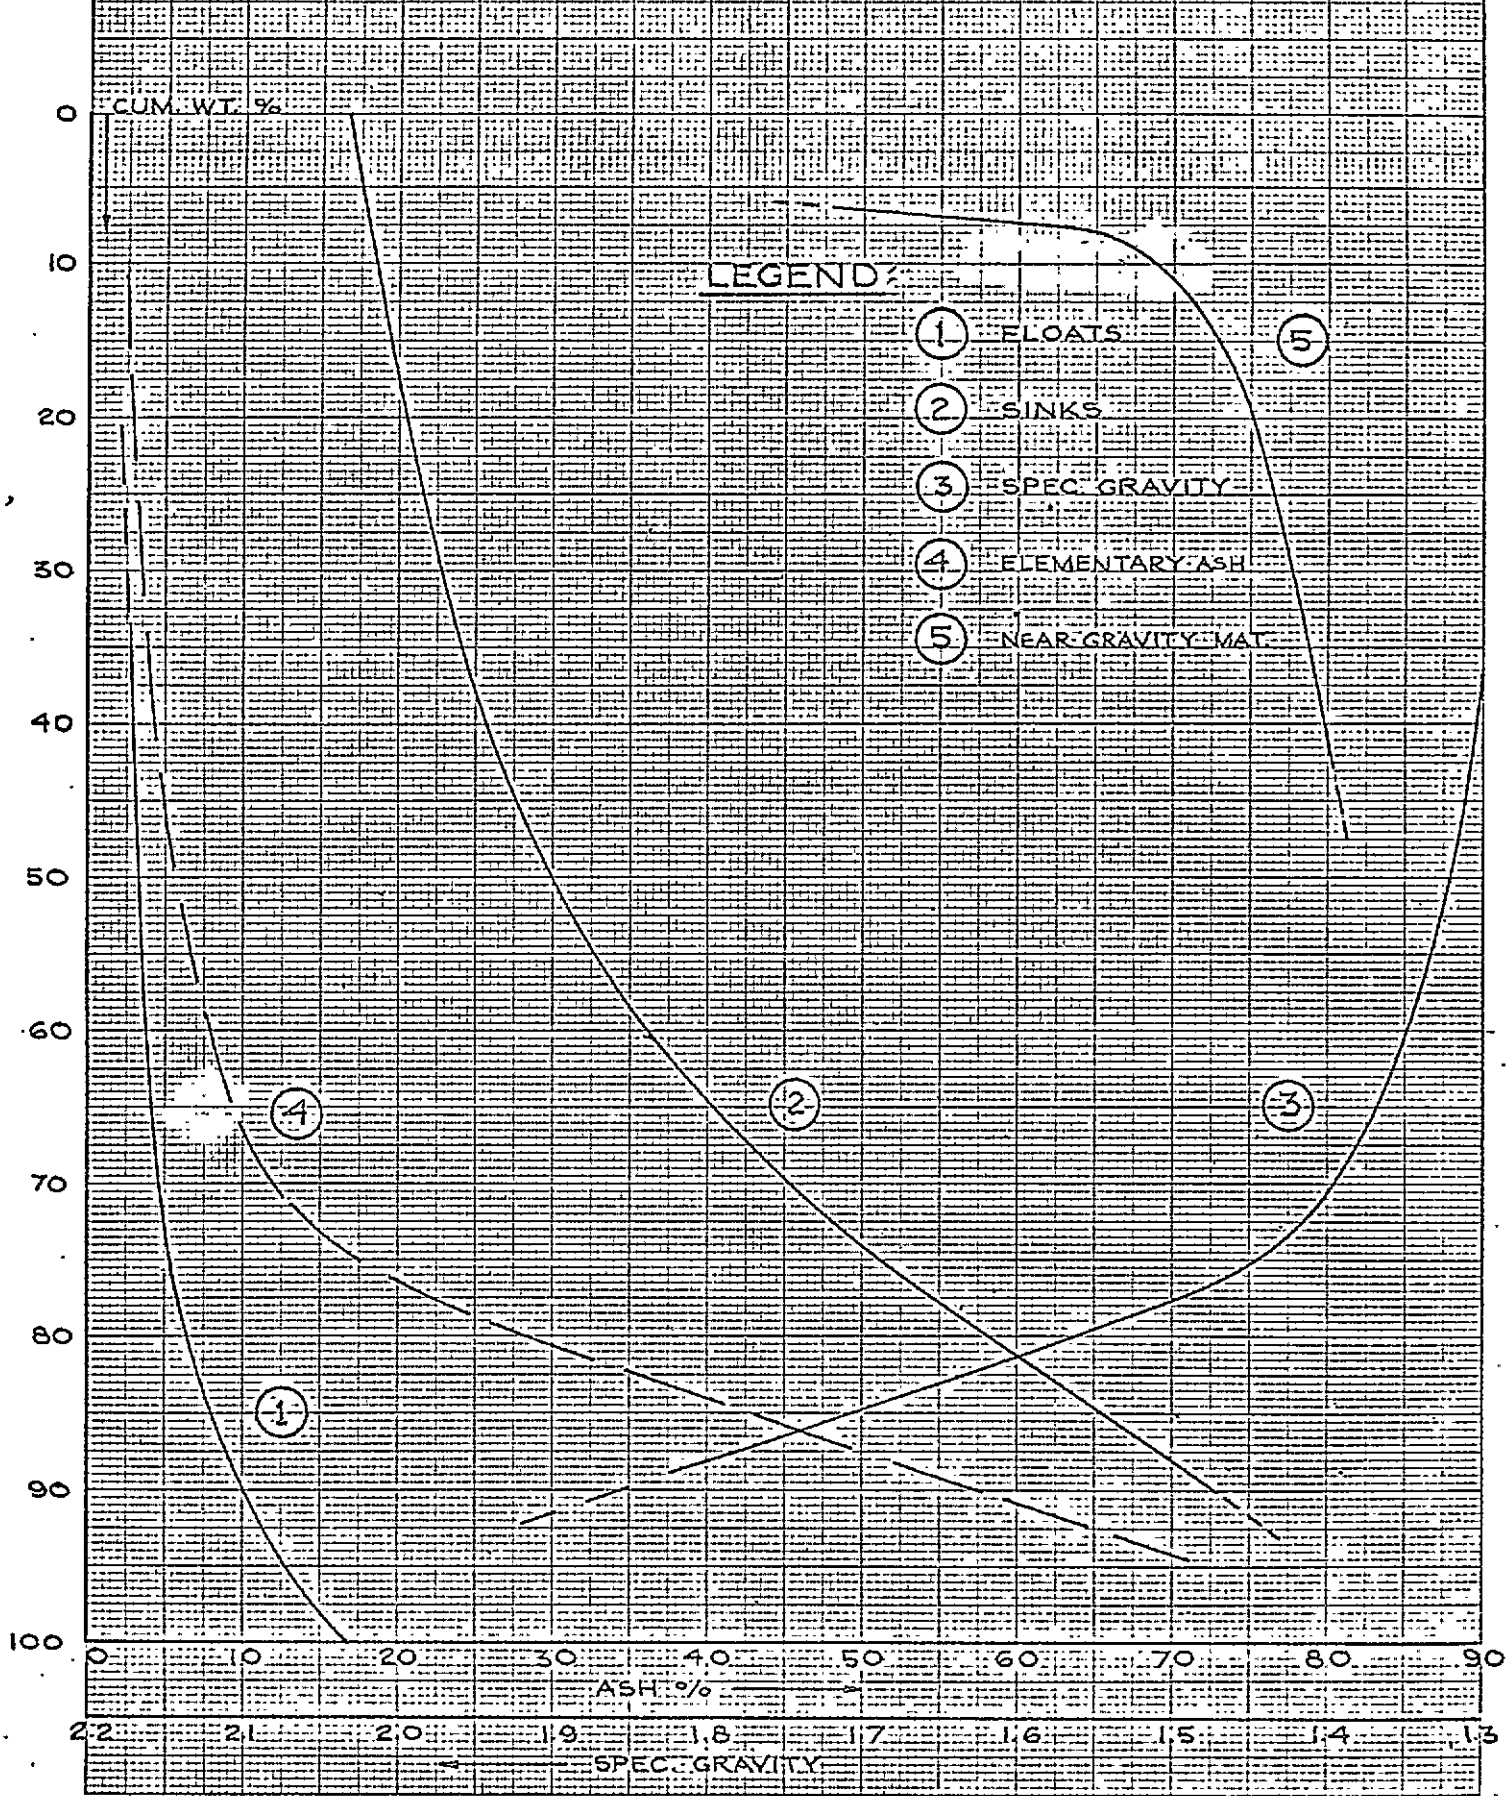 CUM. WT. %
0
10
LEGEND:
1 FLOATS
5
20
2 SINKS
3 SPEC. GRAVITY
30
4 ELEMENTARY ASH
5 NEAR GRAVITY MAT.
40
50
60
4
2
3
70
80
1
90
100
0 10 20 30 40 50 60 70 80 90
ASH %
2.2 2.1 2.0 1.9 1.8 1.7 1.6 1.5 1.4 1.3
SPEC. GRAVITY